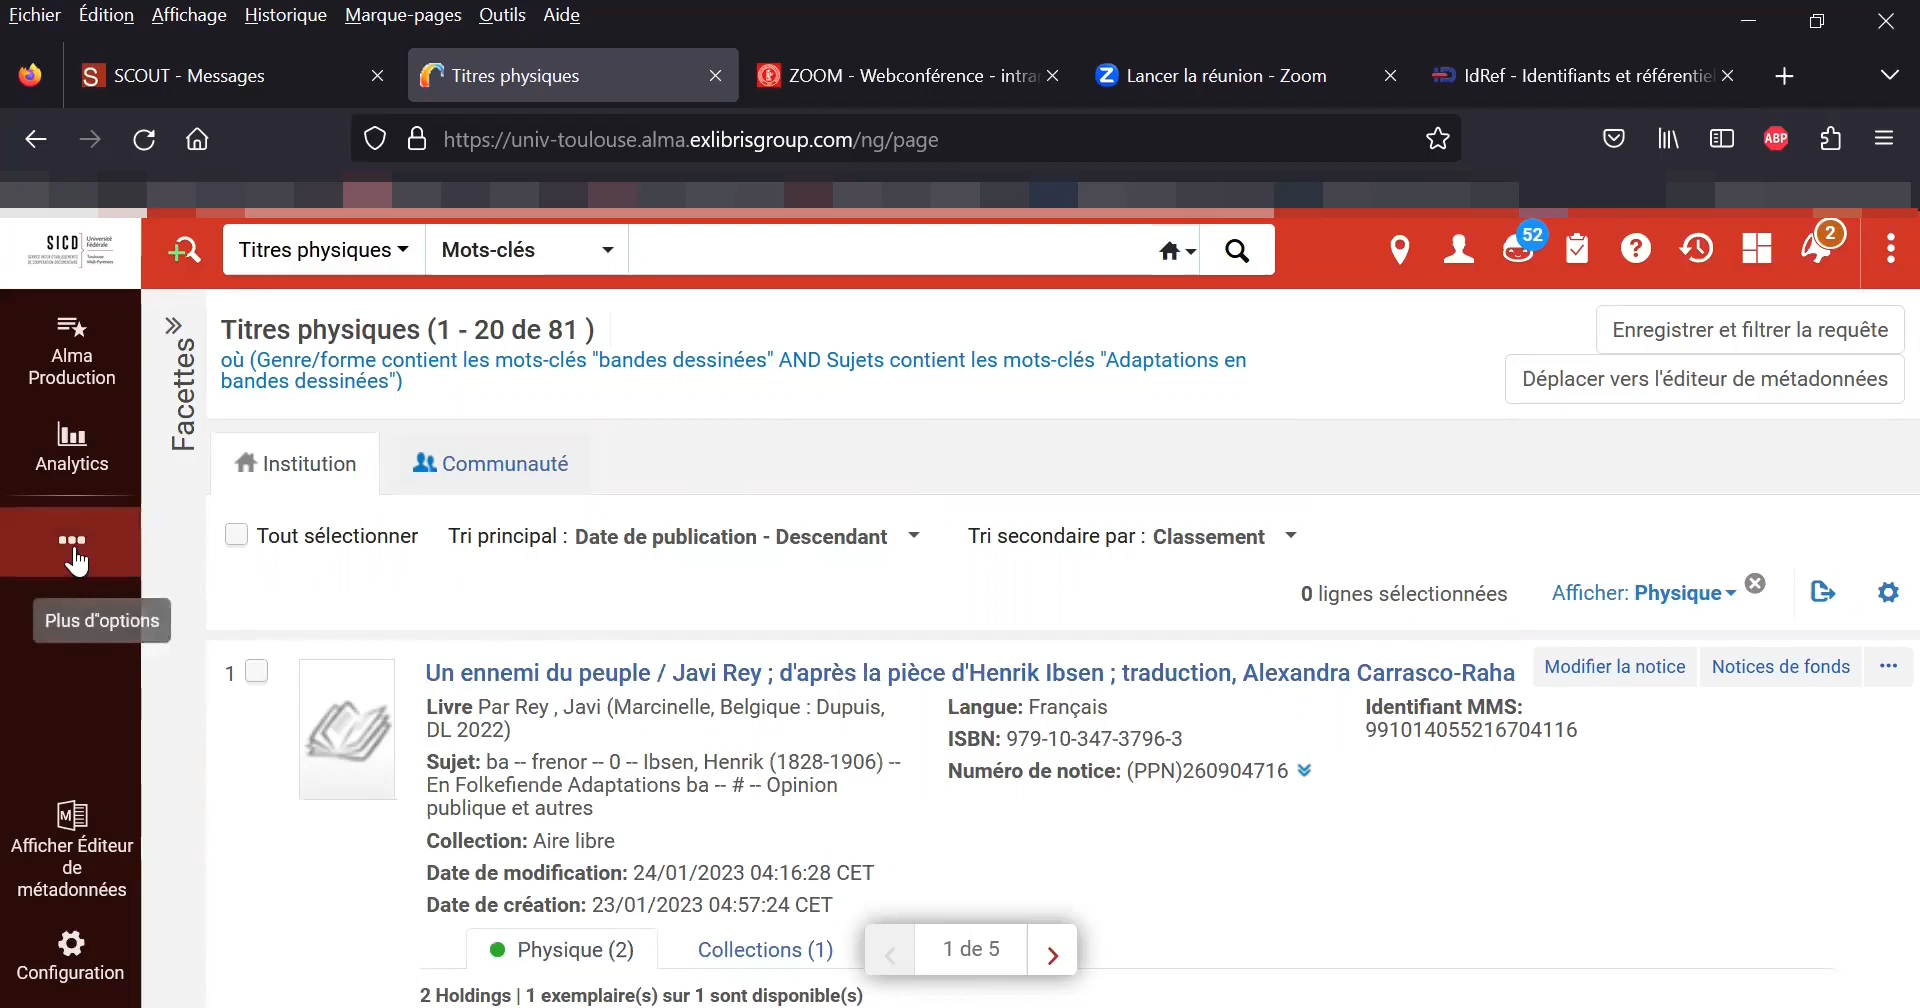 Fichier Édition Affichage Historique Marque-pages Outils Aide
SCOUT - Messages
Titres physiques
ZOOM - Webconférence - intra
Lancer la réunion - Zoom
IdRef - Identifiants et référentiel
https://univ-toulouse.alma.exlibrisgroup.com/ng/page
ABP
SICD Université Fédérale
Titres physiques
Mots-clés
52
2
Alma
Production
Analytics
Plus d"options
Afficher Éditeur
de
métadonnées
Configuration
Facettes
Titres physiques (1 - 20 de 81 )
où (Genre/forme contient les mots-clés "bandes dessinées" AND Sujets contient les mots-clés "Adaptations en
bandes dessinées")
Enregistrer et filtrer la requête
Déplacer vers l'éditeur de métadonnées
Institution
Communauté
Tout sélectionner
Tri principal : Date de publication - Descendant
Tri secondaire par : Classement
0 lignes sélectionnées
Afficher: Physique
1
Un ennemi du peuple / Javi Rey ; d'après la pièce d'Henrik Ibsen ; traduction, Alexandra Carrasco-Raha
Modifier la notice
Notices de fonds
Livre Par Rey , Javi (Marcinelle, Belgique : Dupuis,
DL 2022)
Sujet: ba -- frenor -- 0 -- Ibsen, Henrik (1828-1906) --
En Folkefiende Adaptations ba -- # -- Opinion
publique et autres
Collection: Aire libre
Date de modification: 24/01/2023 04:16:28 CET
Date de création: 23/01/2023 04:57:24 CET
Langue: Français
ISBN: 979-10-347-3796-3
Numéro de notice: (PPN)260904716
Identifiant MMS:
991014055216704116
Physique (2)
Collections (1)
1 de 5
2 Holdings | 1 exemplaire(s) sur 1 sont disponible(s)